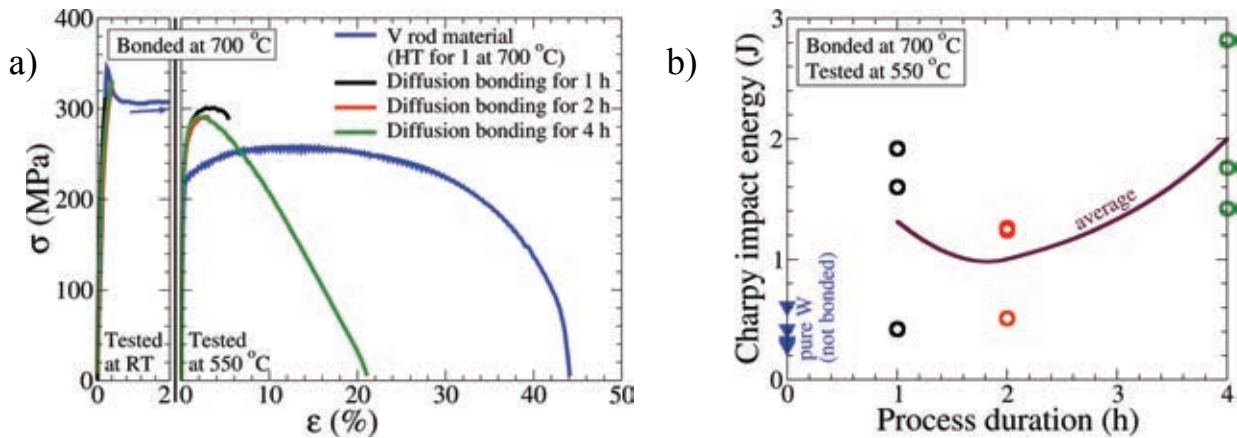 a)
400
300
200
100
0
σ (MPa)
Bonded at 700 °C
V rod material
(HT for 1 at 700 °C)
Diffusion bonding for 1 h
Diffusion bonding for 2 h
Diffusion bonding for 4 h
Tested
at RT
Tested
at 550 °C
0
2
10
20
30
40
50
ε (%)
b)
3
2
1
0
Charpy impact energy (J)
Bonded at 700 °C
Tested at 550 °C
average
pure W
(not bonded)
0
1
2
3
4
Process duration (h)